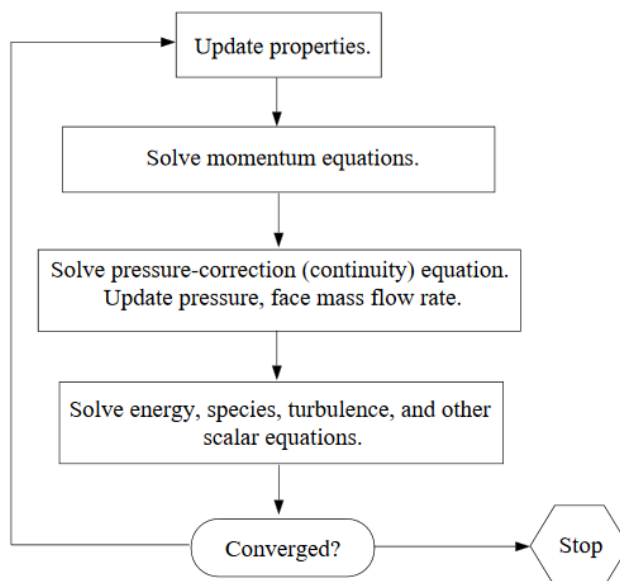 Update properties.
Solve momentum equations.
Solve pressure-correction (continuity) equation.
Update pressure, face mass flow rate.
Solve energy, species, turbulence, and other
scalar equations.
Converged?
Stop